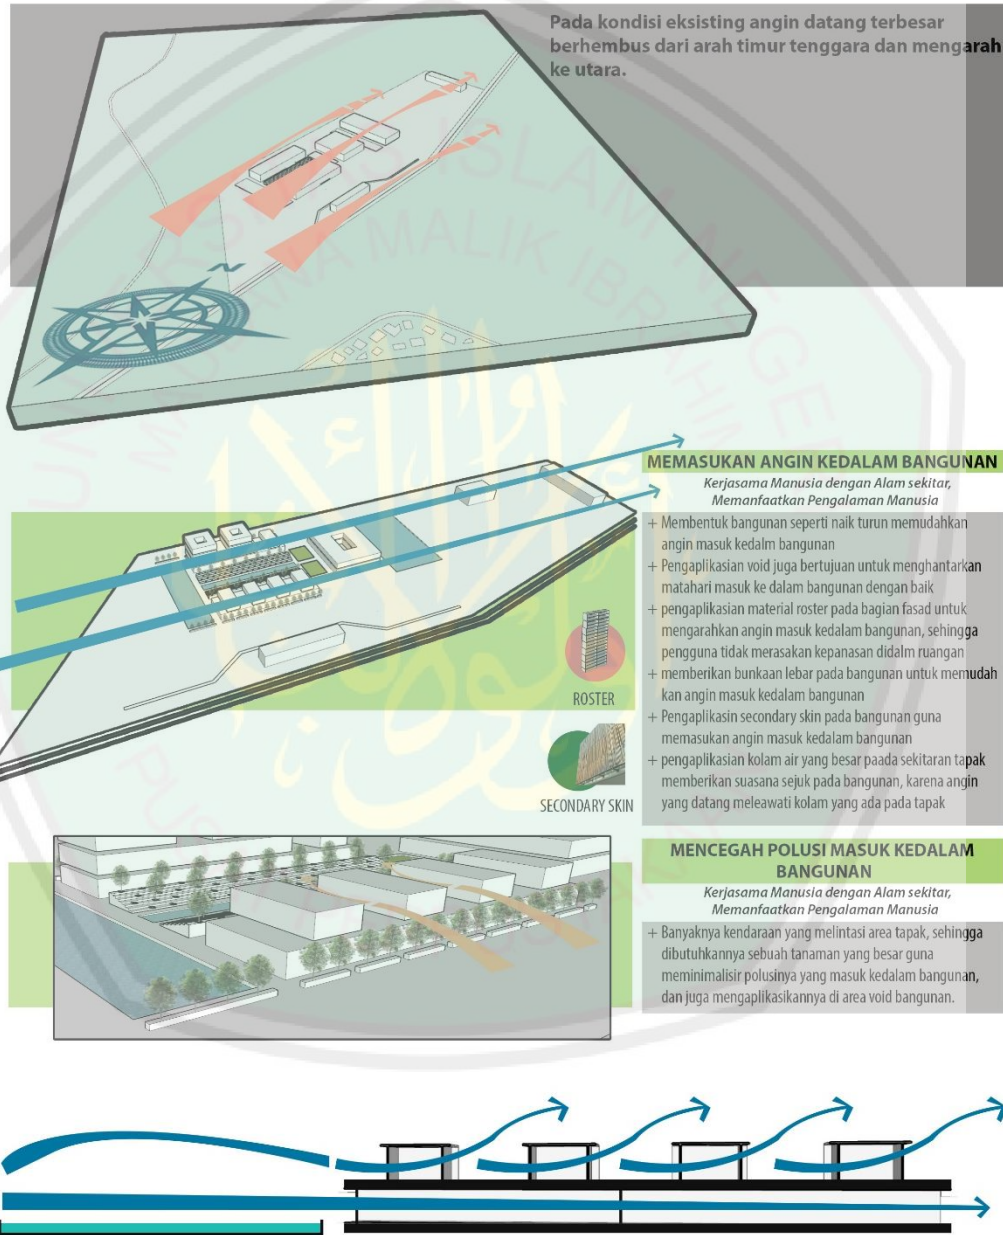 Pada kondisi eksisting angin datang terbesar
berhembus dari arah timur tenggara dan mengarah
ke utara.
N
MEMASUKAN ANGIN KEDALAM BANGUNAN
Kerjasama Manusia dengan Alam sekitar,
Memanfaatkan Pengalaman Manusia
+ Membentuk bangunan seperti naik turun memudahkan
angin masuk kedalm bangunan
+ Pengaplikasian void juga bertujuan untuk menghantarkan
matahari masuk ke dalam bangunan dengan baik
+ pengaplikasian material roster pada bagian fasad untuk
mengarahkan angin masuk kedalam bangunan, sehingga
pengguna tidak merasakan kepanasan didalm ruangan
+ memberikan bunkaan lebar pada bangunan untuk memudah
kan angin masuk kedalam bangunan
+ Pengaplikasin secondary skin pada bangunan guna
memasukan angin masuk kedalam bangunan
+ pengaplikasian kolam air yang besar paada sekitaran tapak
memberikan suasana sejuk pada bangunan, karena angin
yang datang meleawati kolam yang ada pada tapak
ROSTER
SECONDARY SKIN
MENCEGAH POLUSI MASUK KEDALAM
BANGUNAN
Kerjasama Manusia dengan Alam sekitar,
Memanfaatkan Pengalaman Manusia
+ Banyaknya kendaraan yang melintasi area tapak, sehingga
dibutuhkannya sebuah tanaman yang besar guna
meminimalisir polusinya yang masuk kedalam bangunan,
dan juga mengaplikasikannya di area void bangunan.